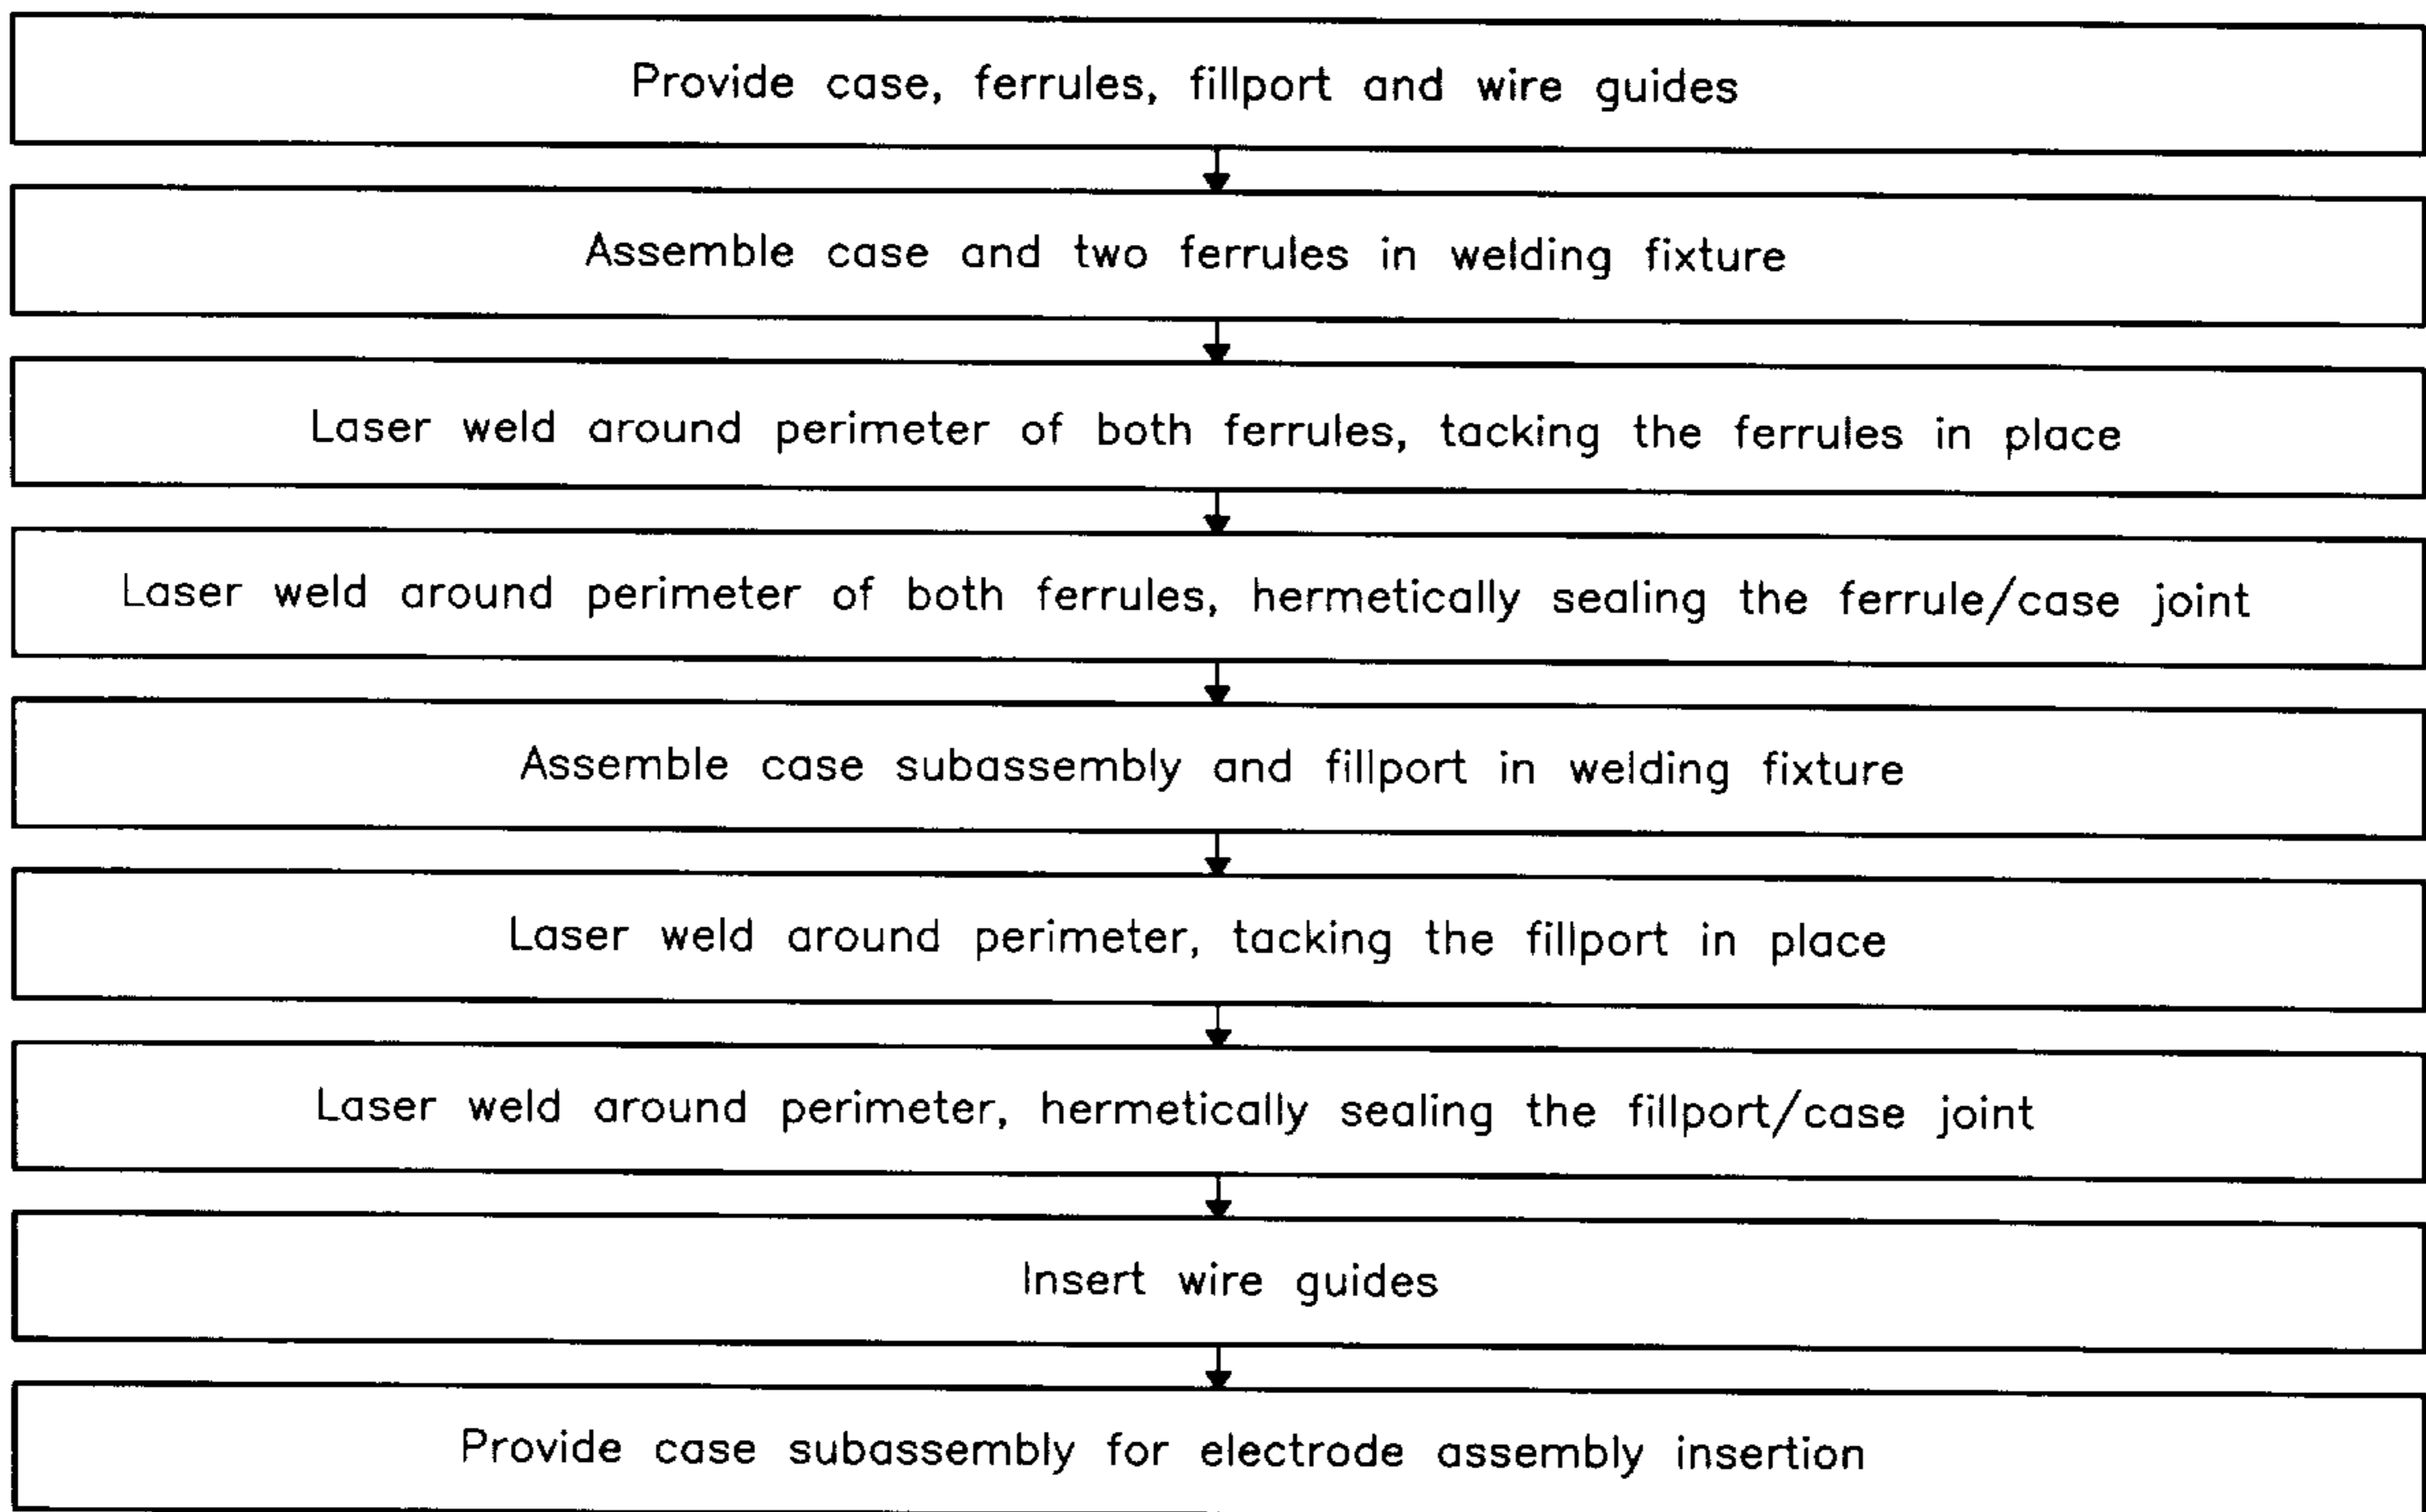 Provide case, ferrules, fillport and wire guides
Assemble case and two ferrules in welding fixture
Laser weld around perimeter of both ferrules, tacking the ferrules in place
Laser weld around perimeter of both ferrules, hermetically sealing the ferrule/case joint
Assemble case subassembly and fillport in welding fixture
Laser weld around perimeter, tacking the fillport in place
Laser weld around perimeter, hermetically sealing the fillport/case joint
Insert wire guides
Provide case subassembly for electrode assembly insertion